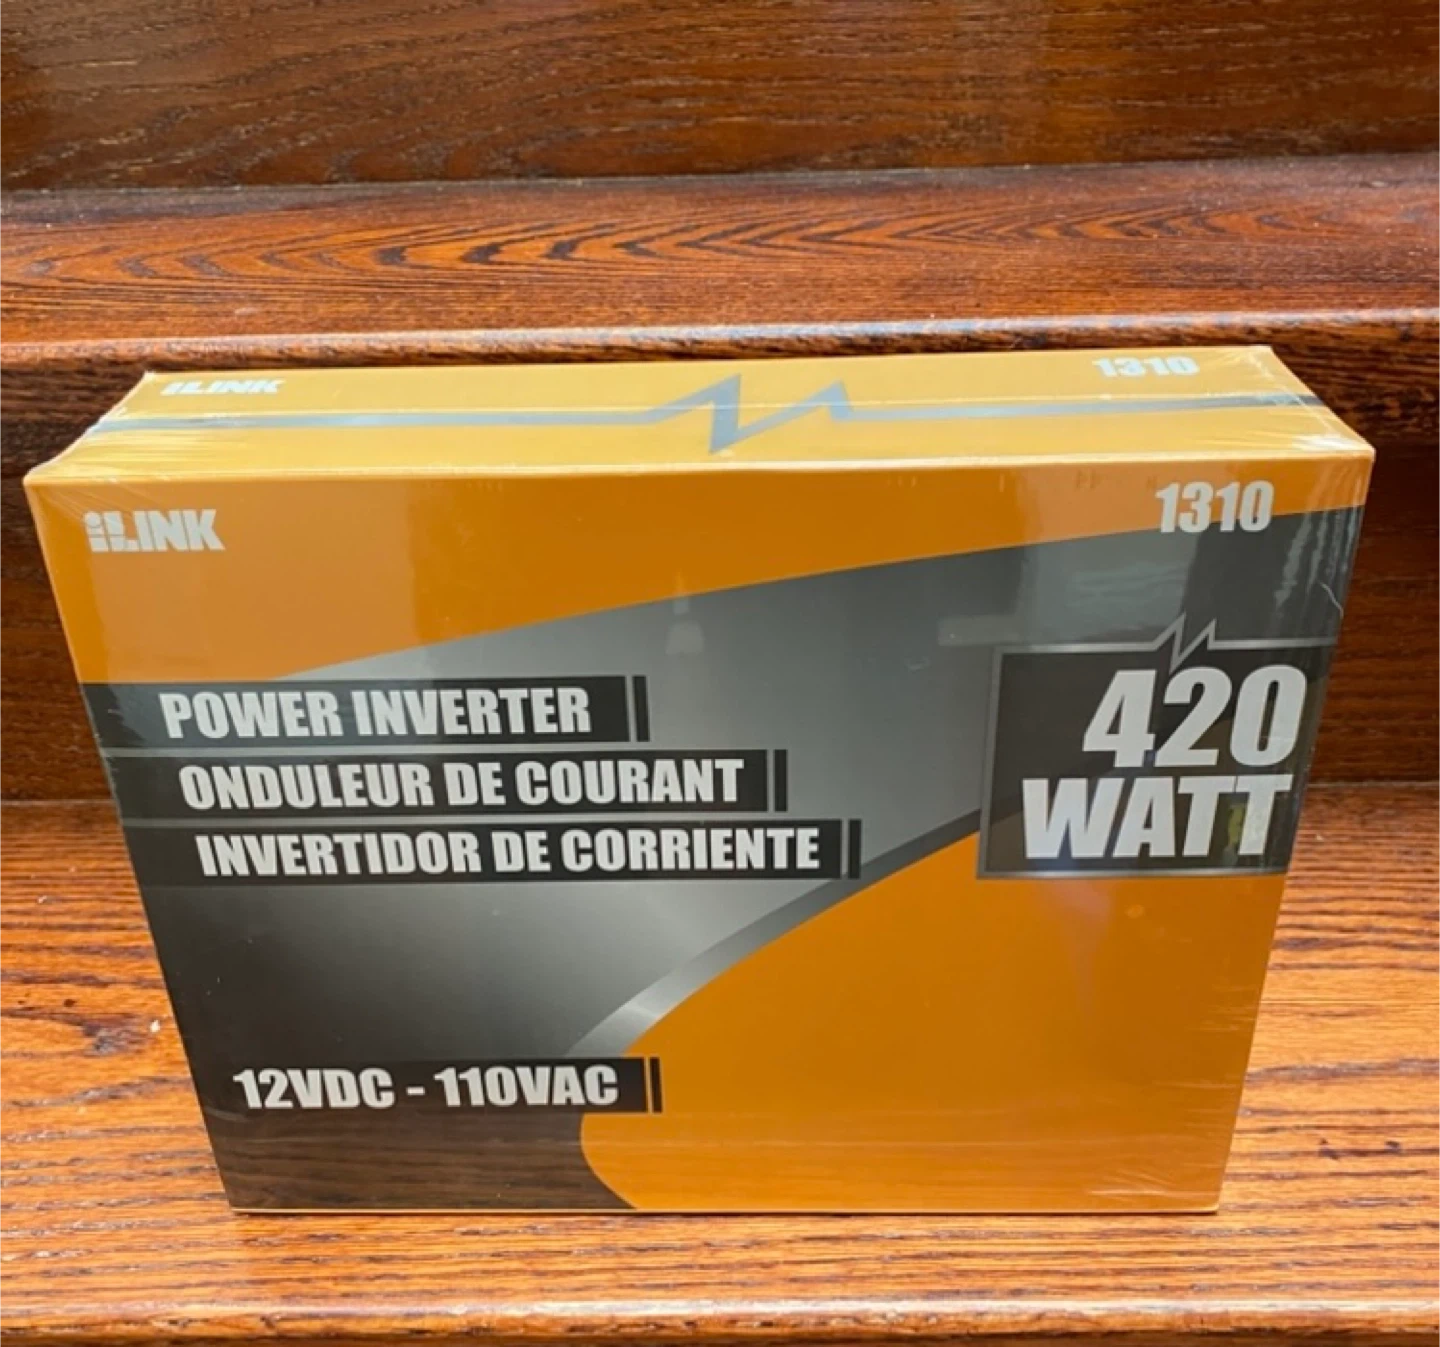 iLINK
1310
iLINK
1310
POWER INVERTER
ONDULEUR DE COURANT
INVERTIDOR DE CORRIENTE
420
WATT
12VDC - 110VAC